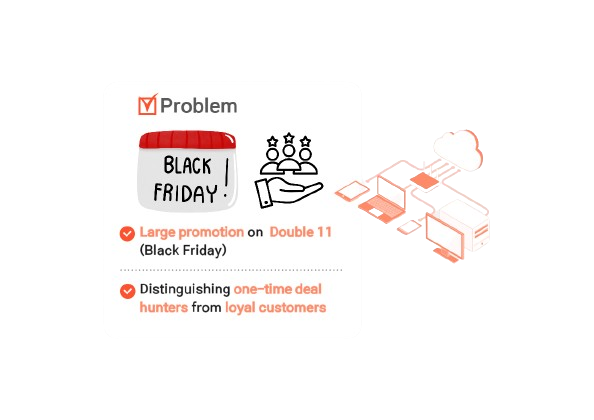 Problem
BLACK
FRIDAY!
Large promotion on Double 11
(Black Friday)
Distinguishing one-time deal
hunters from loyal customers